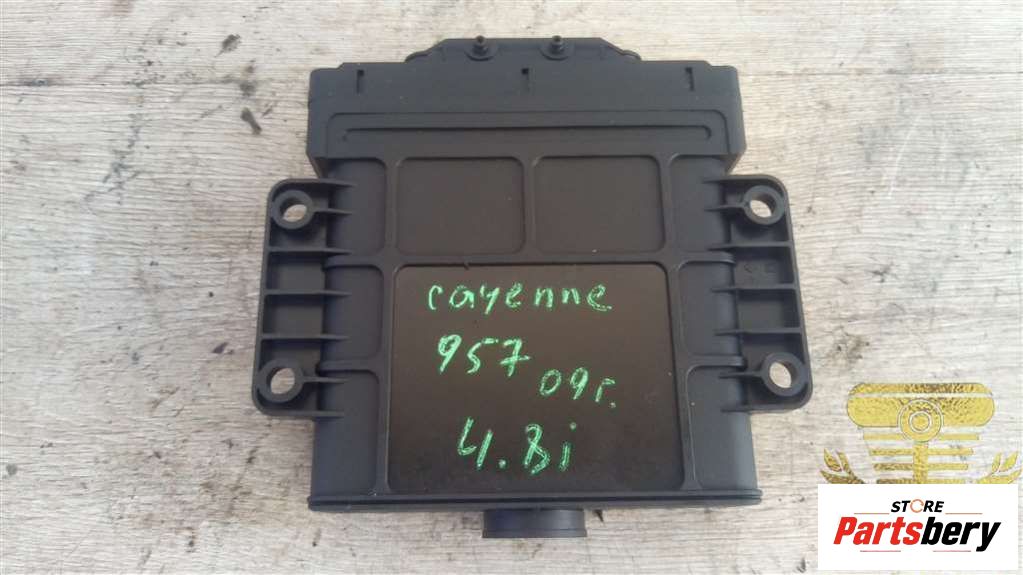 cayenne
957 09г.
4.8i
STORE
Partsbery